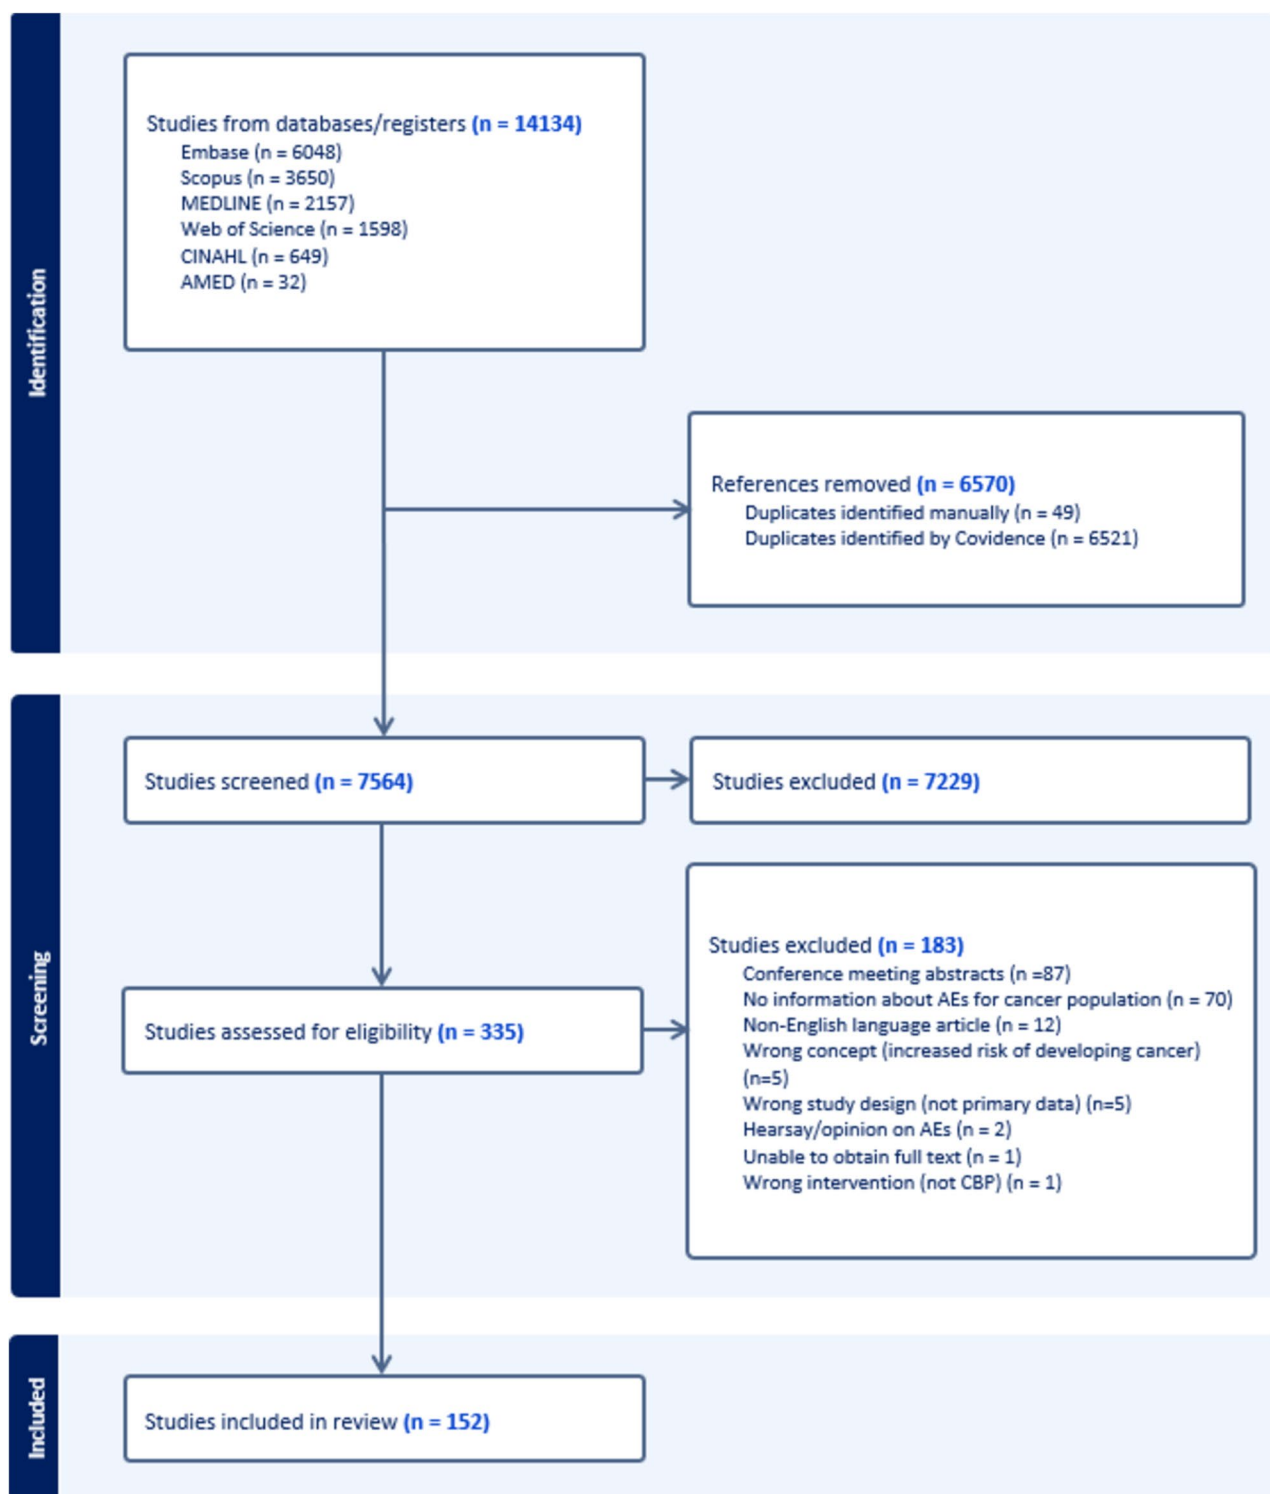 Identification
Studies from databases/registers (n = 14134)
Embase (n = 6048)
Scopus (n = 3650)
MEDLINE (n = 2157)
Web of Science (n = 1598)
CINAHL (n = 649)
AMED (n = 32)
References removed (n = 6570)
Duplicates identified manually (n = 49)
Duplicates identified by Covidence (n = 6521)
Screening
Studies screened (n = 7564)
Studies excluded (n = 7229)
Studies assessed for eligibility (n = 335)
Studies excluded (n = 183)
Conference meeting abstracts (n =87)
No information about AEs for cancer population (n = 70)
Non-English language article (n = 12)
Wrong concept (increased risk of developing cancer)
(n=5)
Wrong study design (not primary data) (n=5)
Hearsay/opinion on AEs (n = 2)
Unable to obtain full text (n = 1)
Wrong intervention (not CBP) (n = 1)
Included
Studies included in review (n = 152)